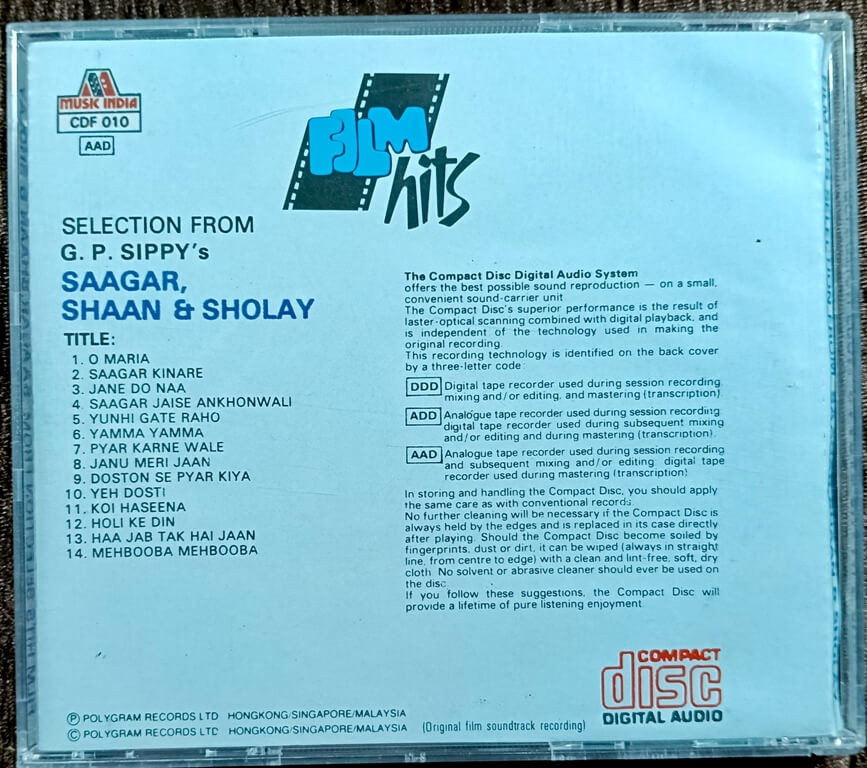 MUSIC INDIA
CDF 010
AAD
FILM
hits
SELECTION FROM
G. P. SIPPY's
SAAGAR,
SHAAN & SHOLAY
TITLE:
1. O MARIA
2. SAAGAR KINARE
3. JANE DO NAA
4. SAAGAR JAISE ANKHONWALI
5. YUNHI GATE RAHO
6. YAMMA YAMMA
7. PYAR KARNE WALE
8. JANU MERI JAAN
9. DOSTON SE PYAR KIYA
10. YEH DOSTI
11. KOI HASEENA
12. HOLI KE DIN
13. HAA JAB TAK HAI JAAN
14. MEHBOOBA MEHBOOBA
The Compact Disc Digital Audio System
offers the best possible sound reproduction — on a small,
convenient sound-carrier unit
The Compact Disc's superior performance is the result of
laster-optical scanning combined with digital playback, and
is independent of the technology used in making the
original recording.
This recording technology is identified on the back cover
by a three-letter code:
DDD Digital tape recorder used during session recording,
mixing and/or editing, and mastering (transcription).
ADD Analogue tape recorder used during session recording;
digital tape recorder used during subsequent mixing
and/or editing and during mastering (transcription).
AAD Analogue tape recorder used during session recording
and subsequent mixing and/or editing; digital tape
recorder used during mastering (transcription)
In storing and handling the Compact Disc, you should apply
the same care as with conventional records.
No further cleaning will be necessary if the Compact Disc is
always held by the edges and is replaced in its case directly
after playing. Should the Compact Disc become soiled by
fingerprints, dust or dirt, it can be wiped (always in straight
line, from centre to edge) with a clean and lint-free, soft, dry
cloth. No solvent or abrasive cleaner should ever be used on
the disc.
If you follow these suggestions, the Compact Disc will
provide a lifetime of pure listening enjoyment.
COMPACT
disc
DIGITAL AUDIO
Ⓟ POLYGRAM RECORDS LTD HONGKONG/SINGAPORE/MALAYSIA
© POLYGRAM RECORDS LTD HONGKONG/SINGAPORE/MALAYSIA (Original film soundtrack recording)